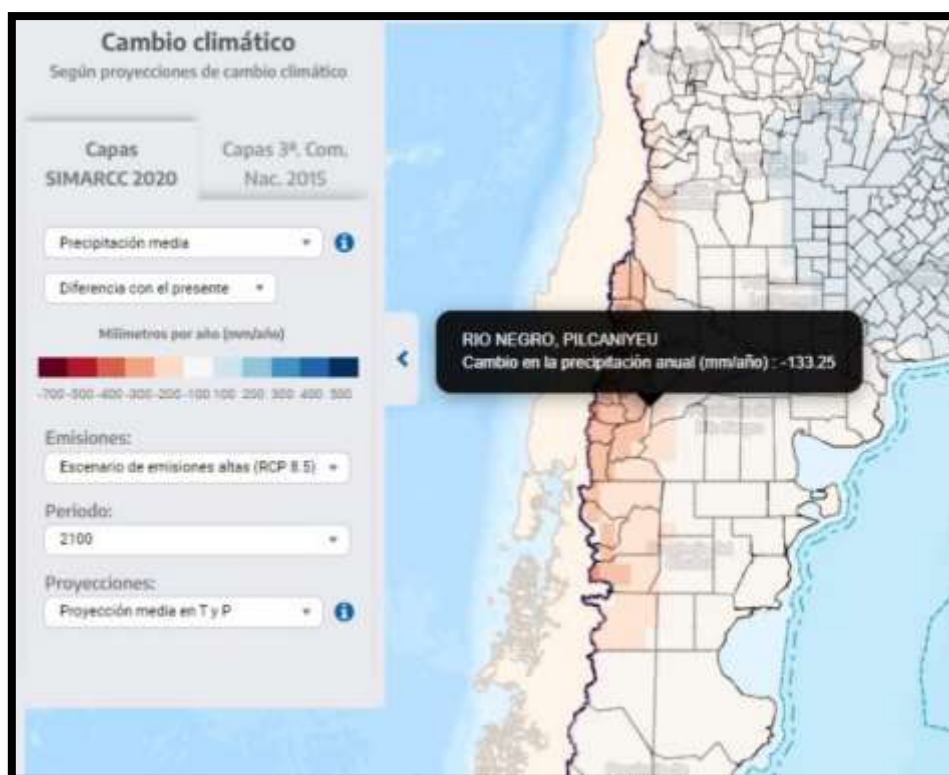 Cambio climático
Según proyecciones de cambio climático
Capas
SIMARCC 2020
Capas 3ª. Com.
Nac. 2015
Precipitación media
Diferencia con el presente
Milímetros por año (mm/año)
-700 -500 -400 -300 -200 -100 100 250 300 400 500
RIO NEGRO, PILCANIYEU
Cambio en la precipitación anual (mm/año) : -133.25
Emisiones:
Escenario de emisiones altas (RCP 8.5)
Periodo:
2100
Proyecciones:
Proyección media en T y P